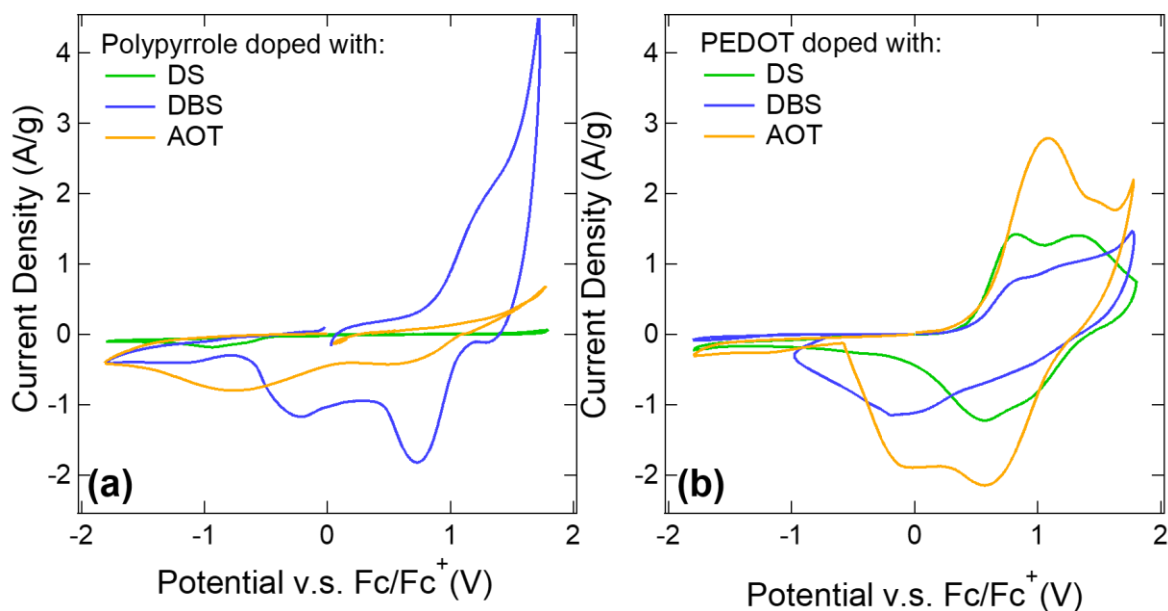 Polypyrrole doped with:
DS
DBS
AOT
4
3
2
1
0
-1
-2
Current Density (A/g)
(a)
-2
-1
0
1
2
Potential v.s. Fc/Fc⁺(V)
PEDOT doped with:
DS
DBS
AOT
4
3
2
1
0
-1
-2
Current Density (A/g)
(b)
-2
-1
0
1
2
Potential v.s. Fc/Fc⁺(V)